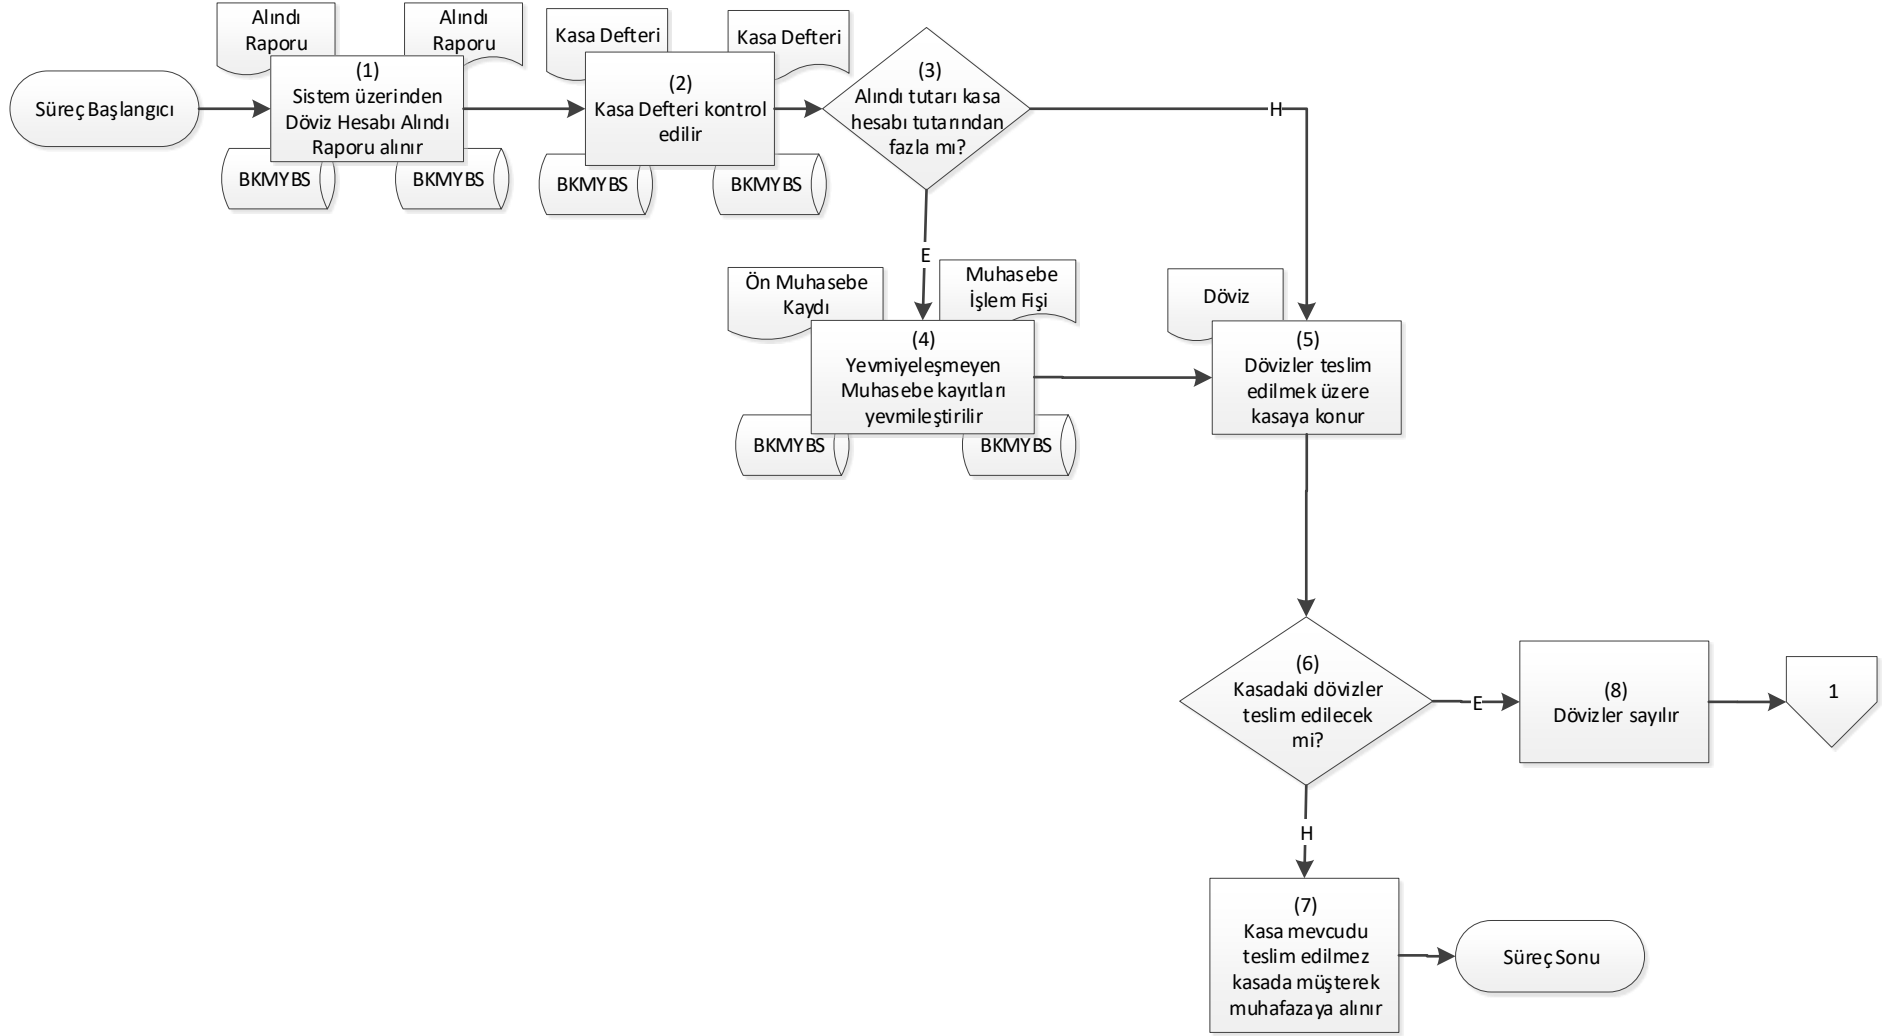 Alındı
Raporu
Alındı
Raporu
Kasa Defteri
Kasa Defteri
Süreç Başlangıcı
(1)
Sistem üzerinden
Döviz Hesabı Alındı
Raporu alınır
BKMYBS
BKMYBS
(2)
Kasa Defteri kontrol
edilir
BKMYBS
BKMYBS
(3)
Alındı tutarı kasa
hesabı tutarından
fazla mı?
H
E
Ön Muhasebe
Kaydı
Muhasebe
İşlem Fişi
(4)
Yevmiyeleşmeyen
Muhasebe kayıtları
yevmileştirilir
BKMYBS
BKMYBS
Döviz
(5)
Dövizler teslim
edilmek üzere
kasaya konur
(6)
Kasadaki dövizler
teslim edilecek
mi?
E
(8)
Dövizler sayılır
1
H
(7)
Kasa mevcudu
teslim edilmez
kasada müşterek
muhafazaya alınır
Süreç Sonu